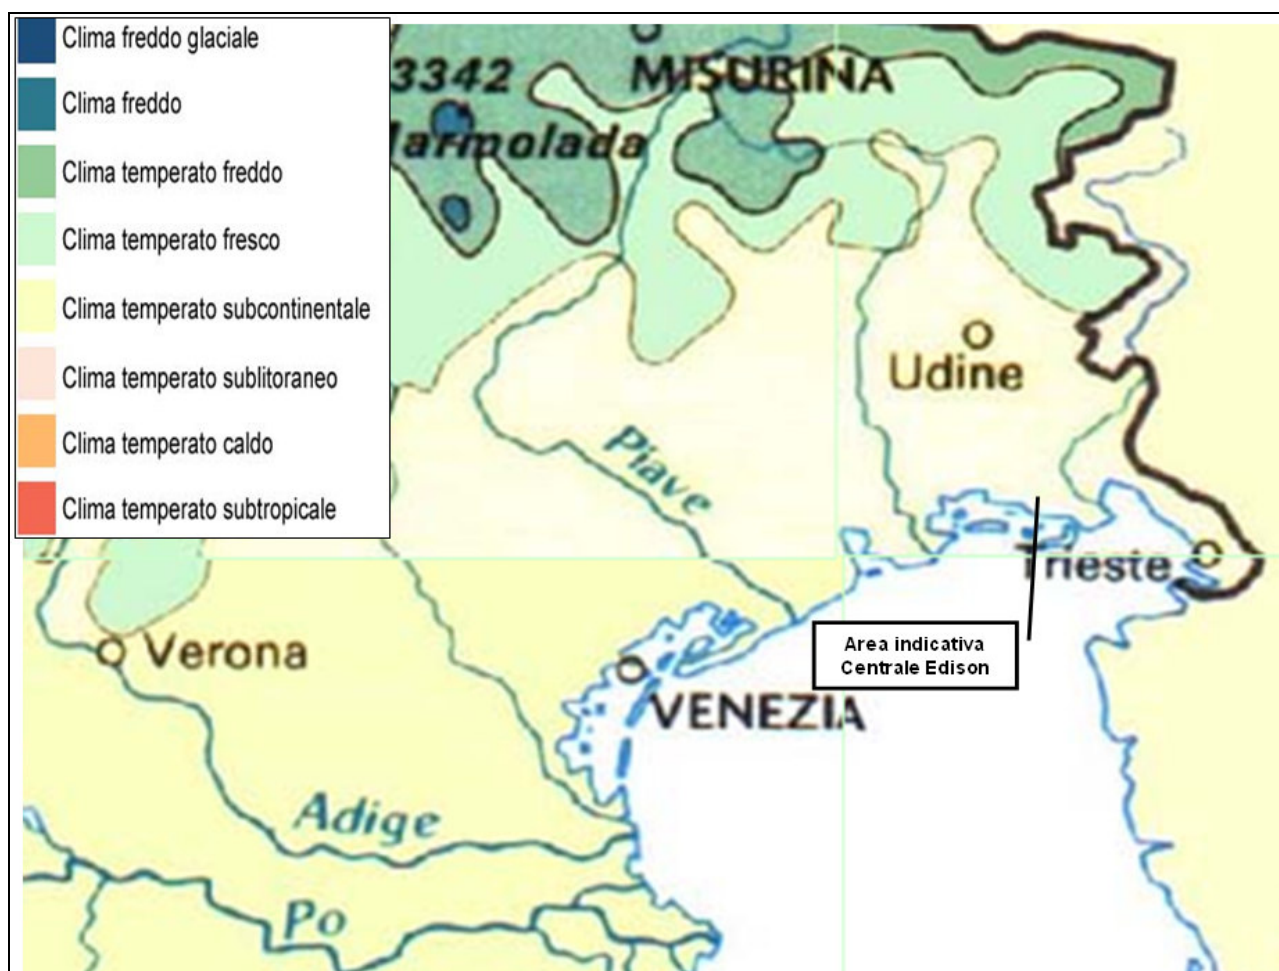 Clima freddo glaciale
Clima freddo
Clima temperato freddo
Clima temperato fresco
Clima temperato subcontinentale
Clima temperato sublitoraneo
Clima temperato caldo
Clima temperato subtropicale
3342
MISURINA
armolada
Udine
Piave
Trieste
Verona
Area indicativa
Centrale Edison
VENEZIA
Adige
Po